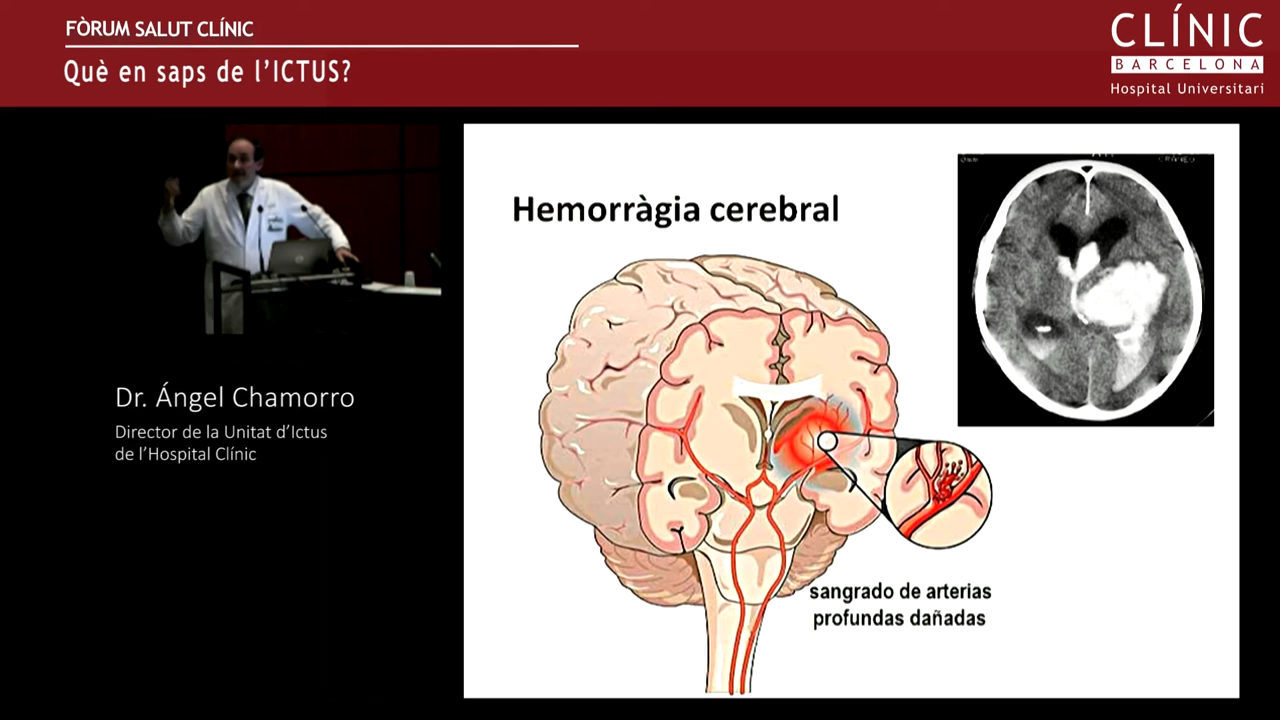 FÒRUM SALUT CLÍNIC
Què en saps de l’ICTUS?
CLÍNIC
BARCELONA
Hospital Universitari
Hemorràgia cerebral
Dr. Ángel Chamorro
Director de la Unitat d’Ictus
de l’Hospital Clínic
sangrado de arterias
profundas dañadas